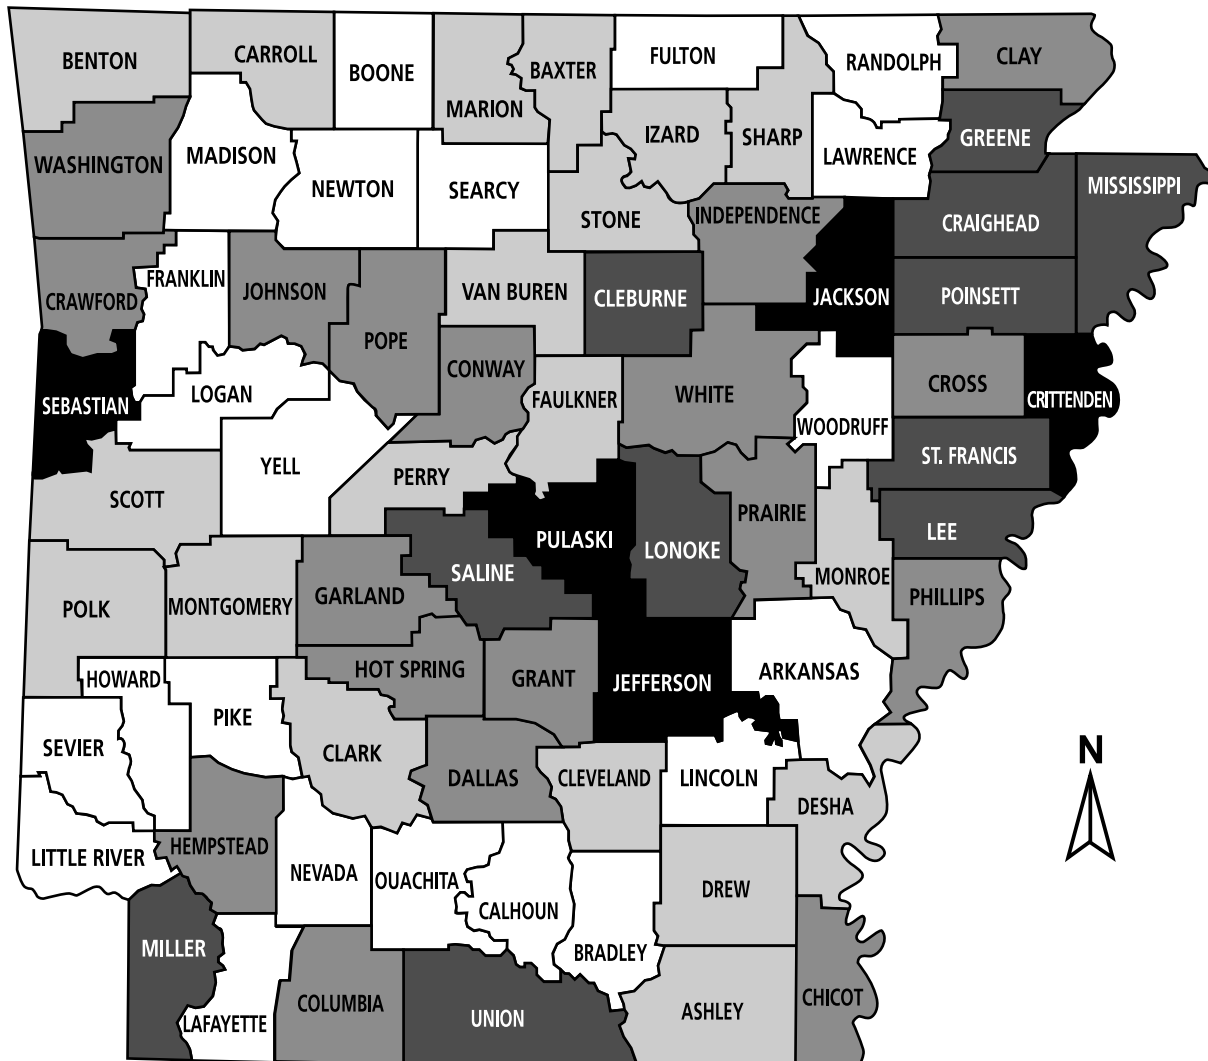 BENTON
CARROLL
BOONE
MARION
BAXTER
FULTON
RANDOLPH
CLAY
WASHINGTON
MADISON
NEWTON
SEARCY
IZARD
SHARP
LAWRENCE
GREENE
STONE
INDEPENDENCE
CRAIGHEAD
MISSISSIPPI
CRAWFORD
FRANKLIN
JOHNSON
POPE
VAN BUREN
CLEBURNE
JACKSON
POINSETT
SEBASTIAN
LOGAN
CONWAY
FAULKNER
WHITE
WOODRUFF
CROSS
CRITTENDEN
YELL
PERRY
ST. FRANCIS
SCOTT
PULASKI
LONOKE
PRAIRIE
LEE
POLK
MONTGOMERY
GARLAND
SALINE
MONROE
PHILLIPS
HOWARD
PIKE
HOT SPRING
GRANT
JEFFERSON
ARKANSAS
SEVIER
CLARK
DALLAS
CLEVELAND
LINCOLN
DESHA
N
LITTLE RIVER
HEMPSTEAD
NEVADA
OUACHITA
CALHOUN
DREW
MILLER
BRADLEY
LAFAYETTE
COLUMBIA
UNION
ASHLEY
CHICOT